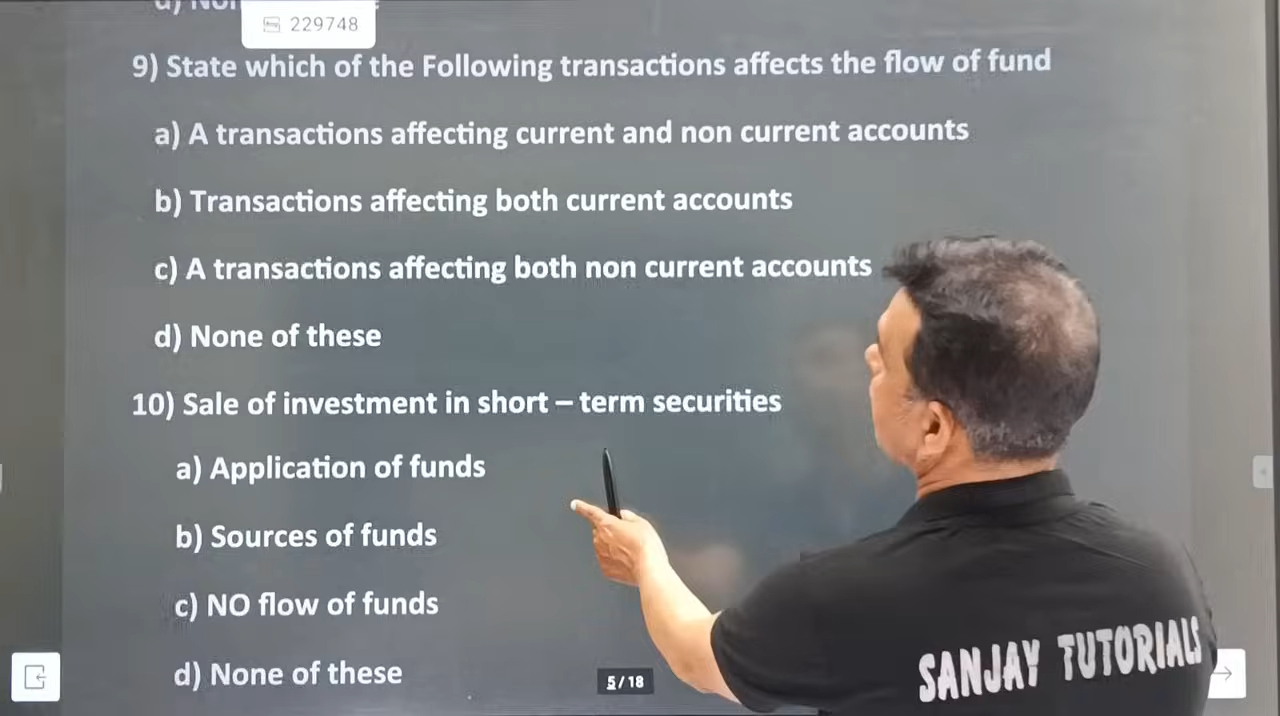 229748
9) State which of the Following transactions affects the flow of fund
a) A transactions affecting current and non current accounts
b) Transactions affecting both current accounts
c) A transactions affecting both non current accounts
d) None of these
10) Sale of investment in short – term securities
a) Application of funds
b) Sources of funds
c) NO flow of funds
d) None of these
5/18
SANJAY TUTORIALS